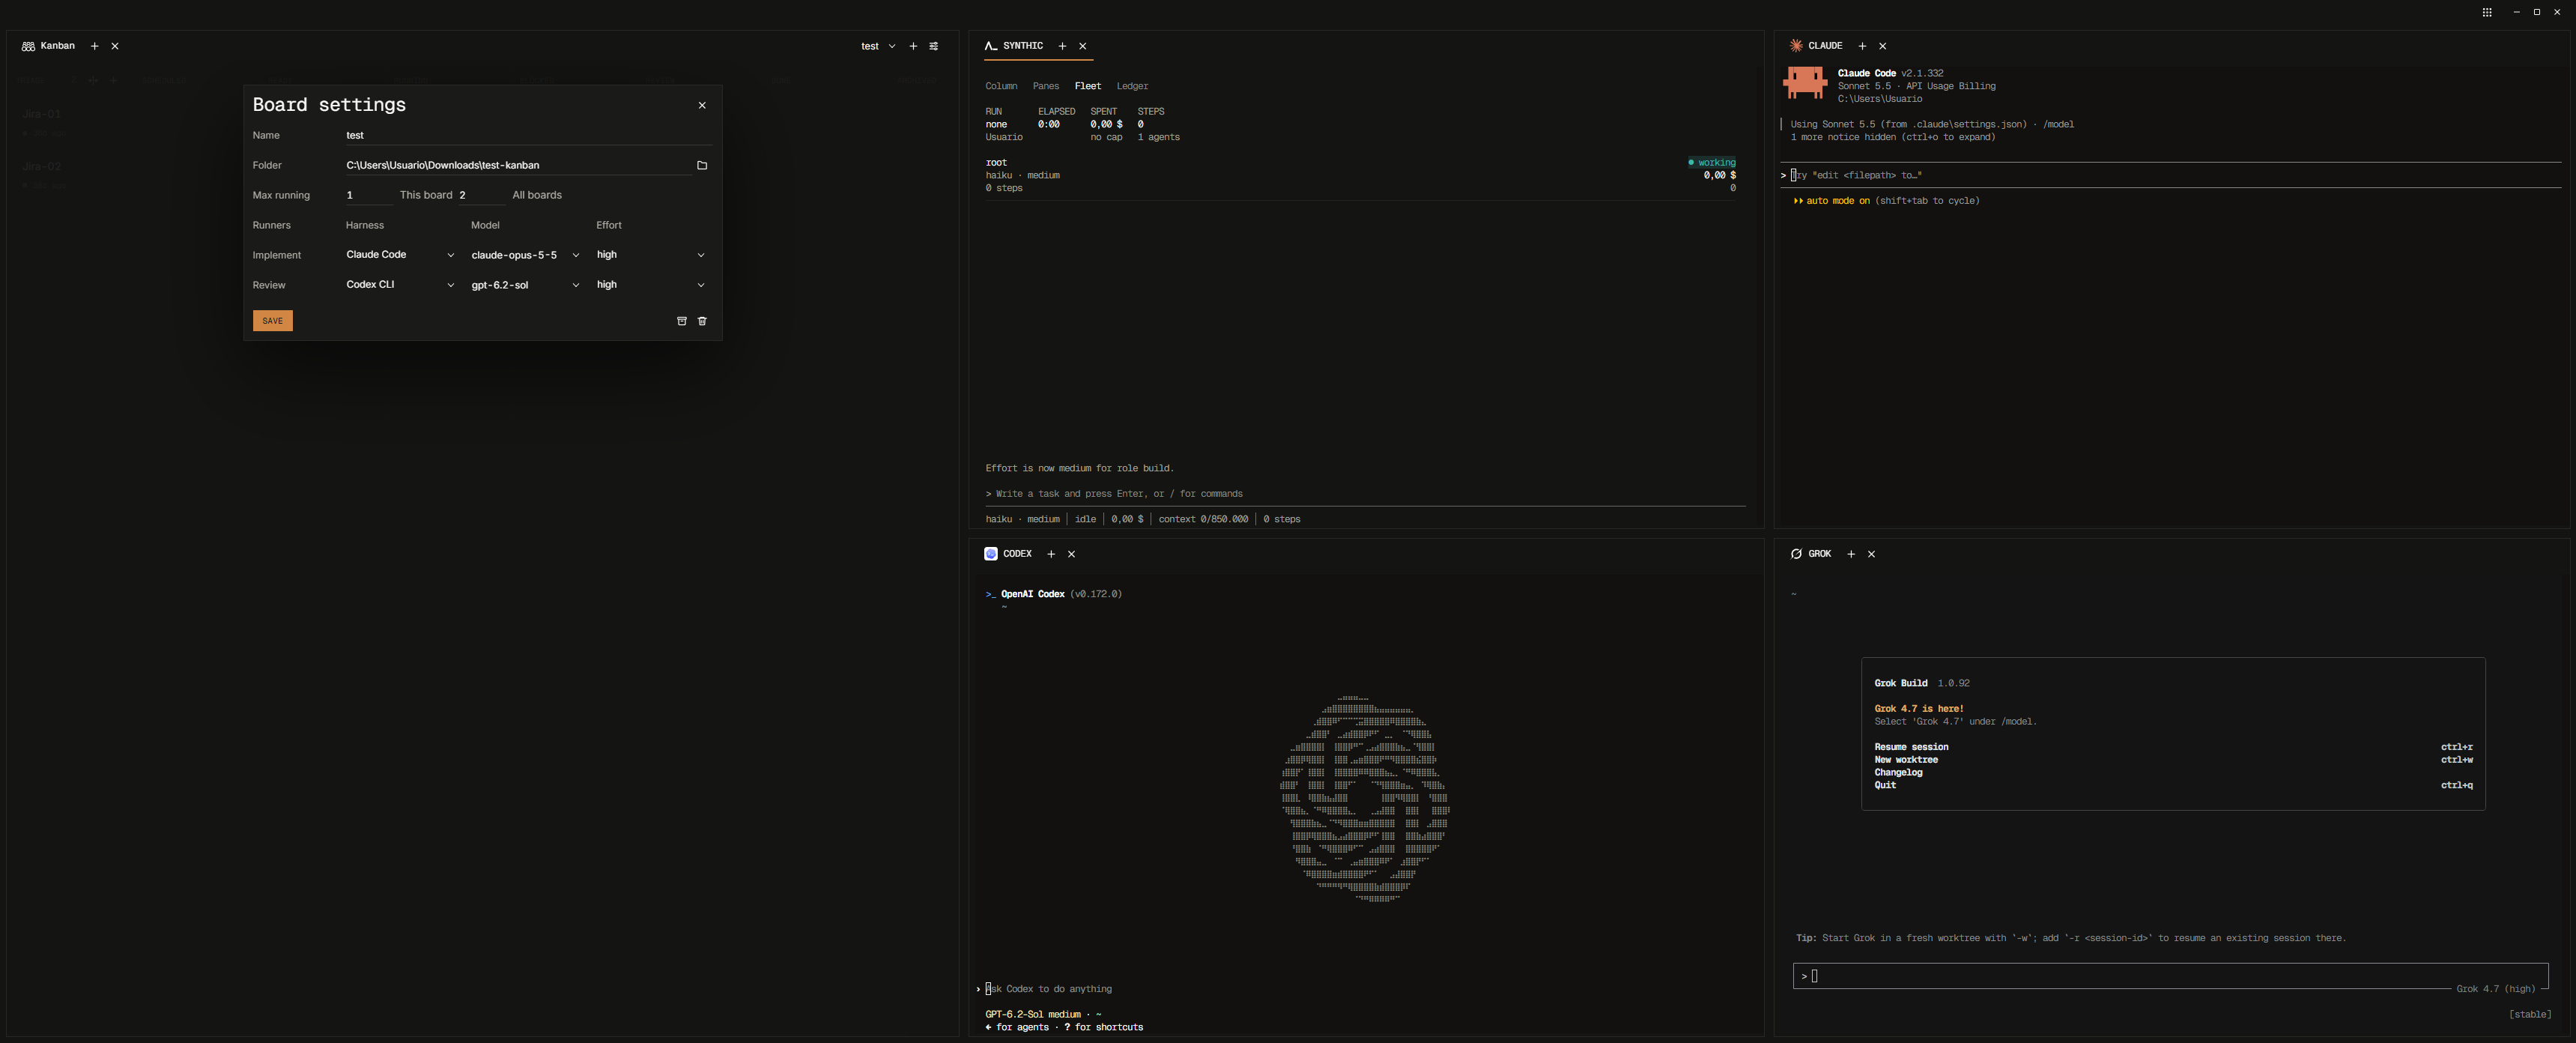 Kanban
test
Jira-01
Jira-02
Board settings
Name test
Folder C:\Users\Usuario\Downloads\test-kanban
Max running 1 This board 2 All boards
Runners Harness Model Effort
Implement Claude Code claude-opus-5-5 high
Review Codex CLI gpt-6.2-sol high
SAVE
SYNTHIC
Column Panes Fleet Ledger
RUN ELAPSED SPENT STEPS
none 0:00 0,00 $ 0
Usuario no cap 1 agents
root working
haiku · medium 0,00 $
0 steps 0
Effort is now medium for role build.
> Write a task and press Enter, or / for commands
haiku · medium │ idle │ 0,00 $ │ context 0/850.000 │ 0 steps
CLAUDE
Claude Code v2.1.332
Sonnet 5.5 · API Usage Billing
C:\Users\Usuario
Using Sonnet 5.5 (from .claude\settings.json) · /model
1 more notice hidden (ctrl+o to expand)
> Try "edit <filepath> to…"
auto mode on (shift+tab to cycle)
CODEX
>_ OpenAI Codex (v0.172.0)
~
› Ask Codex to do anything
GPT-6.2-Sol medium · ~
← for agents · ? for shortcuts
GROK
~
Grok Build 1.0.92
Grok 4.7 is here!
Select 'Grok 4.7' under /model.
Resume session ctrl+r
New worktree ctrl+w
Changelog
Quit ctrl+q
Tip: Start Grok in a fresh worktree with `-w`; add `-r <session-id>` to resume an existing session there.
>
Grok 4.7 (high)
[stable]